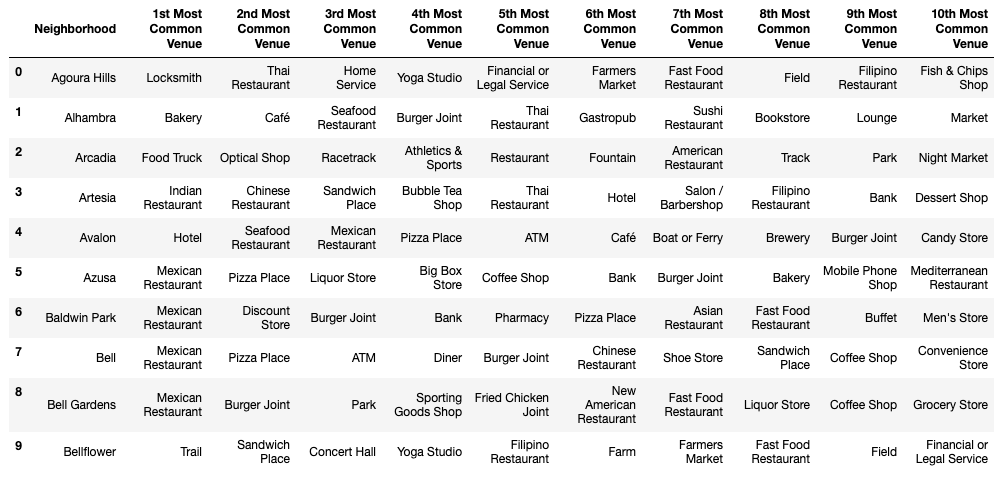 Neighborhood 1st Most Common Venue 2nd Most Common Venue 3rd Most Common Venue 4th Most Common Venue 5th Most Common Venue 6th Most Common Venue 7th Most Common Venue 8th Most Common Venue 9th Most Common Venue 10th Most Common Venue
0 Agoura Hills Locksmith Thai Restaurant Home Service Yoga Studio Financial or Legal Service Farmers Market Fast Food Restaurant Field Filipino Restaurant Fish & Chips Shop
1 Alhambra Bakery Café Seafood Restaurant Burger Joint Thai Restaurant Gastropub Sushi Restaurant Bookstore Lounge Market
2 Arcadia Food Truck Optical Shop Racetrack Athletics & Sports Restaurant Fountain American Restaurant Track Park Night Market
3 Artesia Indian Restaurant Chinese Restaurant Sandwich Place Bubble Tea Shop Thai Restaurant Hotel Salon / Barbershop Filipino Restaurant Bank Dessert Shop
4 Avalon Hotel Seafood Restaurant Mexican Restaurant Pizza Place ATM Café Boat or Ferry Brewery Burger Joint Candy Store
5 Azusa Mexican Restaurant Pizza Place Liquor Store Big Box Store Coffee Shop Bank Burger Joint Bakery Mobile Phone Shop Mediterranean Restaurant
6 Baldwin Park Mexican Restaurant Discount Store Burger Joint Bank Pharmacy Pizza Place Asian Restaurant Fast Food Restaurant Buffet Men's Store
7 Bell Mexican Restaurant Pizza Place ATM Diner Burger Joint Chinese Restaurant Shoe Store Sandwich Place Coffee Shop Convenience Store
8 Bell Gardens Mexican Restaurant Burger Joint Park Sporting Goods Shop Fried Chicken Joint New American Restaurant Fast Food Restaurant Liquor Store Coffee Shop Grocery Store
9 Bellflower Trail Sandwich Place Concert Hall Yoga Studio Filipino Restaurant Farm Farmers Market Fast Food Restaurant Field Financial or Legal Service